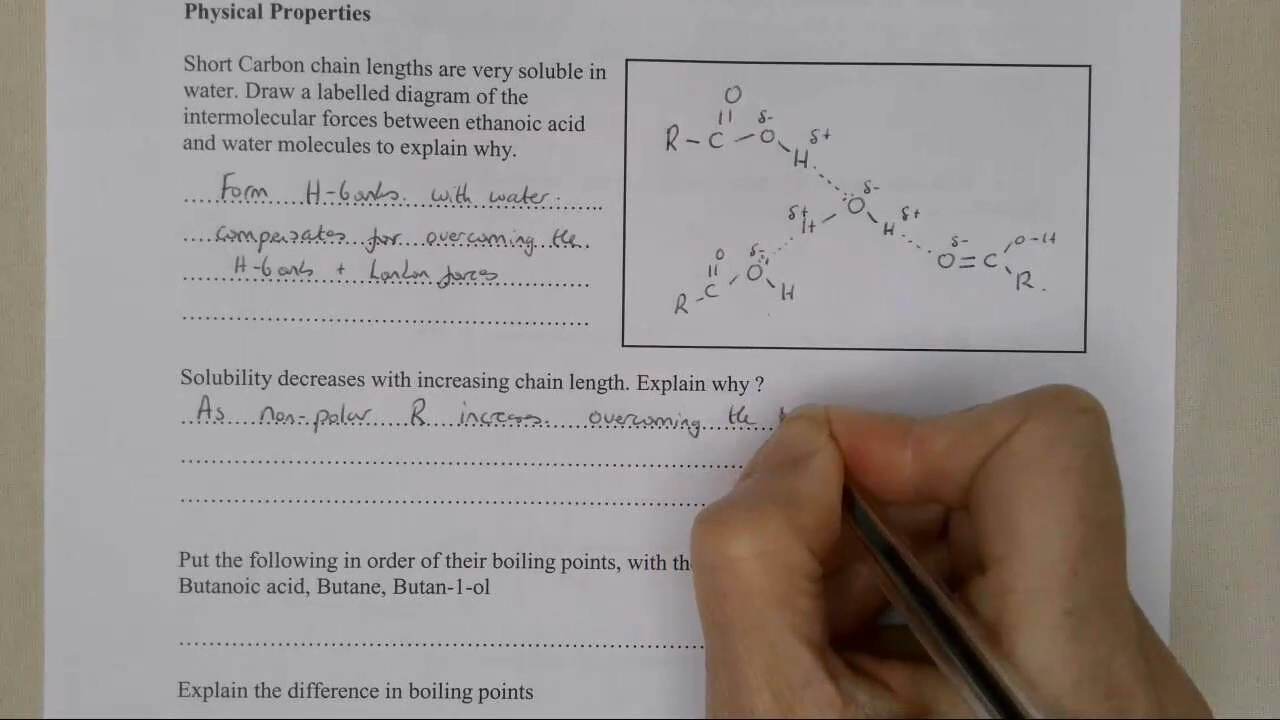 Physical Properties
Short Carbon chain lengths are very soluble in
water. Draw a labelled diagram of the
intermolecular forces between ethanoic acid
and water molecules to explain why.
Form H-bonds with water.
compensates for overcoming the
H-bonds + London forces
O
R - C - O δ-
H δ+
O δ-
δ+ H
H δ+
O δ- = C
O-H
R
O
R - C - O δ-
H
Solubility decreases with increasing chain length. Explain why ?
As non-polar R increases overcoming the
Put the following in order of their boiling points, with
Butanoic acid, Butane, Butan-1-ol
Explain the difference in boiling points